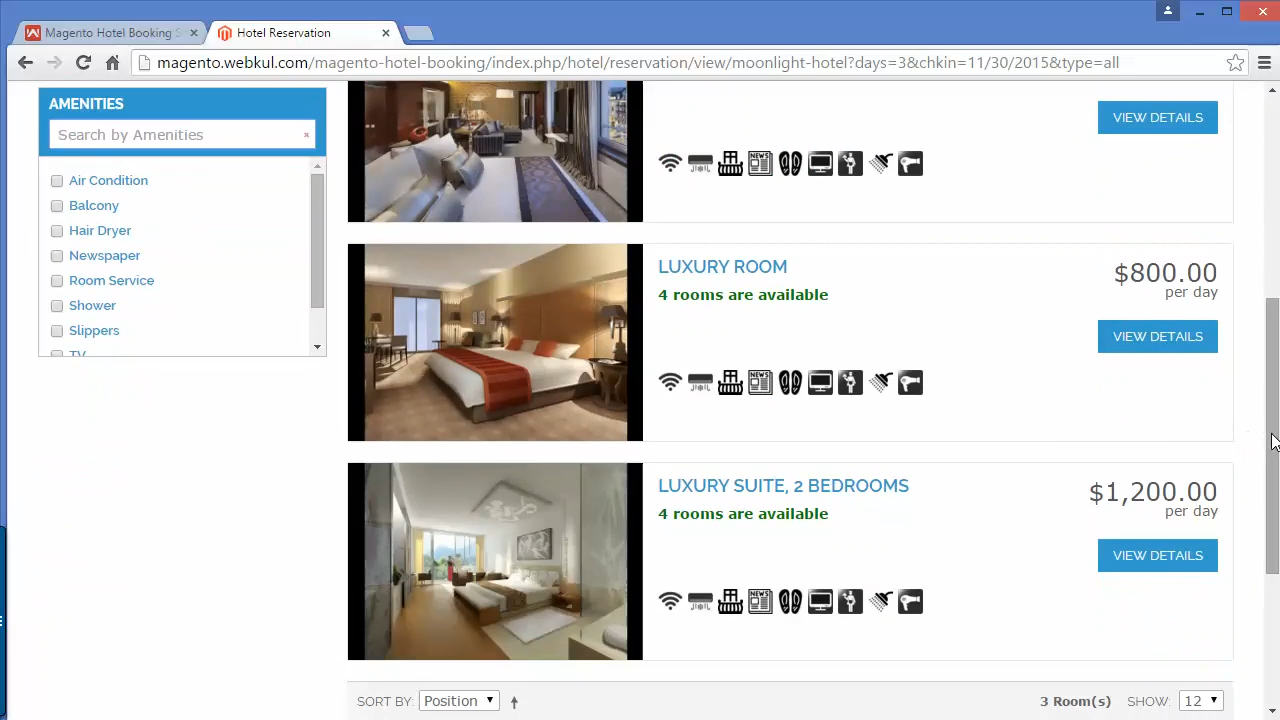 Magento Hotel Booking S
Hotel Reservation
magento.webkul.com/magento-hotel-booking/index.php/hotel/reservation/view/moonlight-hotel?days=3&chkin=11/30/2015&type=all
AMENITIES
Search by Amenities
Air Condition
Balcony
Hair Dryer
Newspaper
Room Service
Shower
Slippers
TV
VIEW DETAILS
NEWS
LUXURY ROOM
$800.00
4 rooms are available
per day
VIEW DETAILS
NEWS
LUXURY SUITE, 2 BEDROOMS
$1,200.00
4 rooms are available
per day
VIEW DETAILS
NEWS
SORT BY: Position
3 Room(s) SHOW: 12